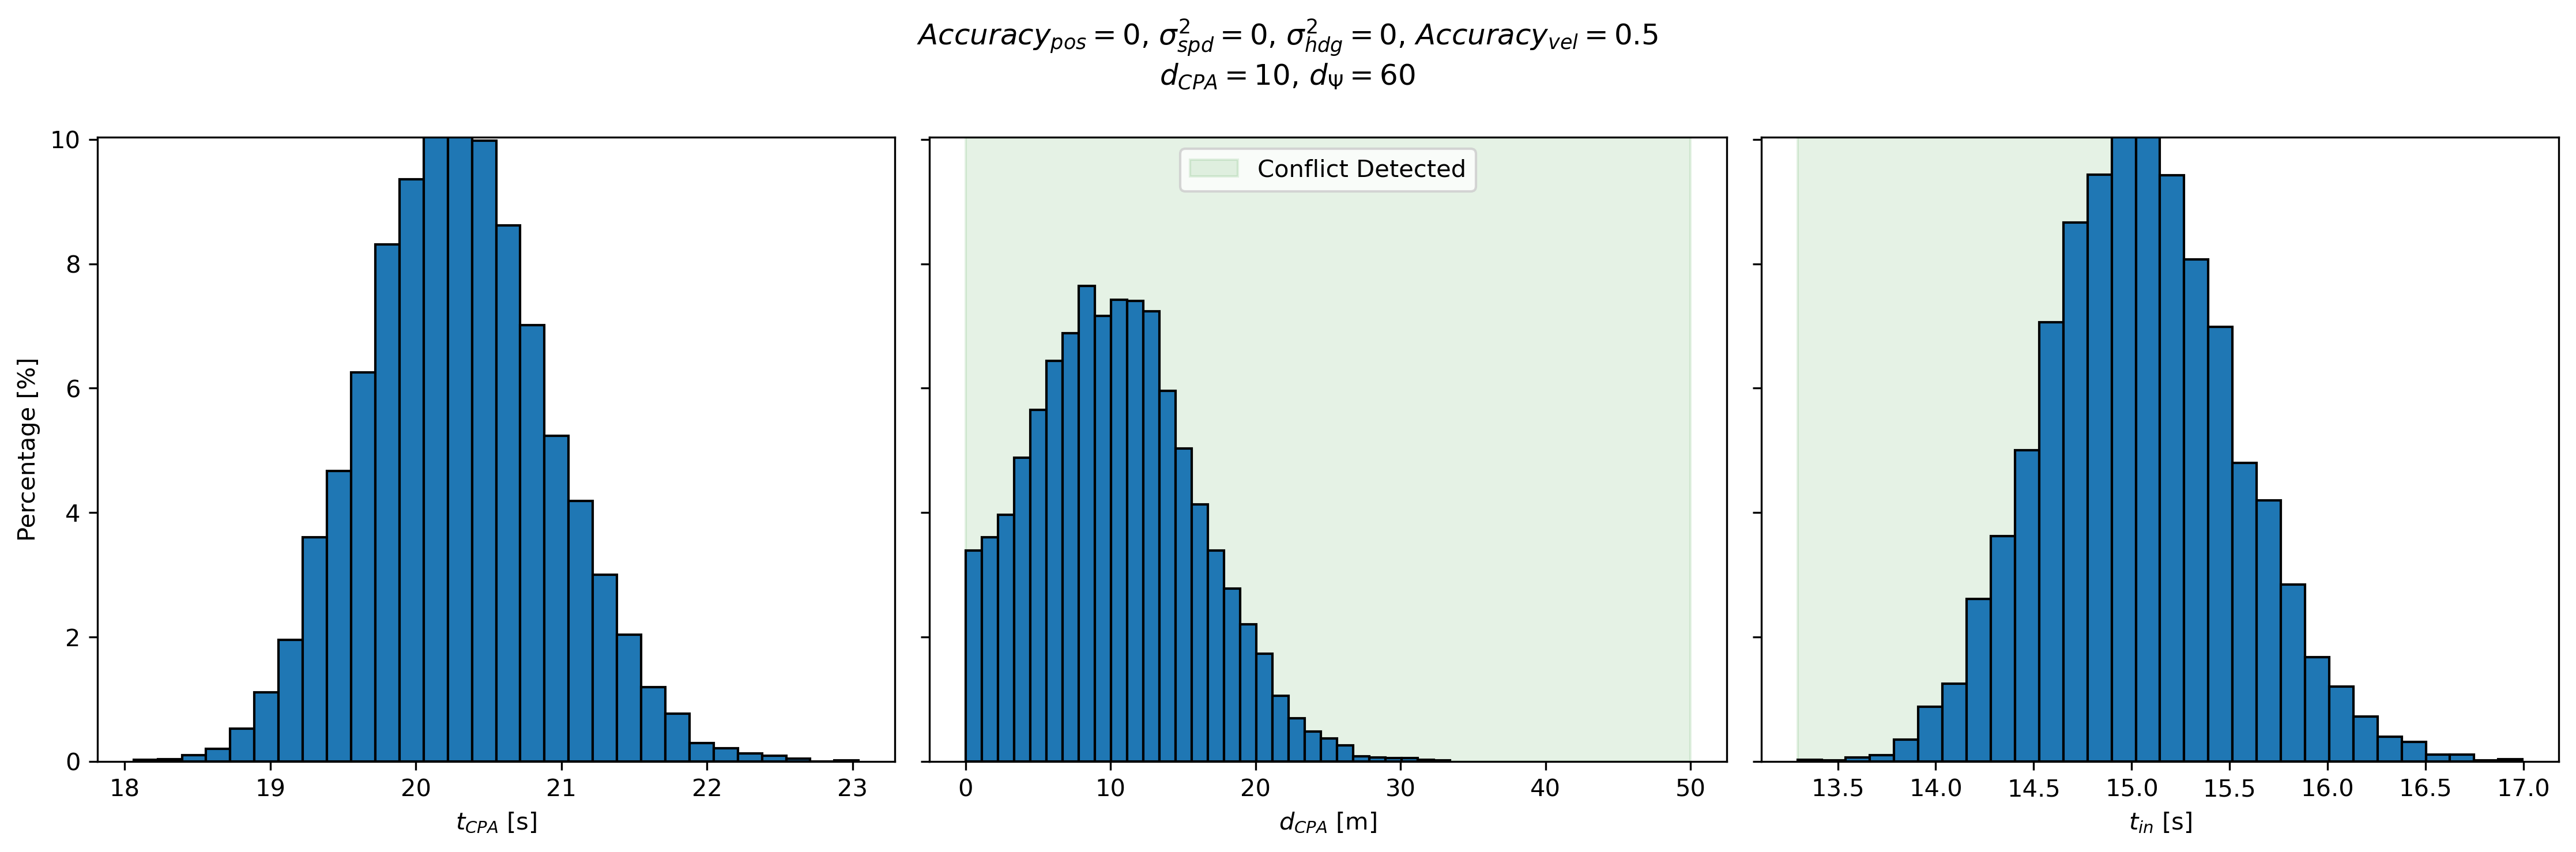 Accuracy_pos = 0, σ²_spd = 0, σ²_hdg = 0, Accuracy_vel = 0.5
d_CPA = 10, d_Ψ = 60
Percentage [%]
10
8
6
4
2
0
18 19 20 21 22 23
t_CPA [s]
Conflict Detected
0 10 20 30 40 50
d_CPA [m]
13.5 14.0 14.5 15.0 15.5 16.0 16.5 17.0
t_in [s]